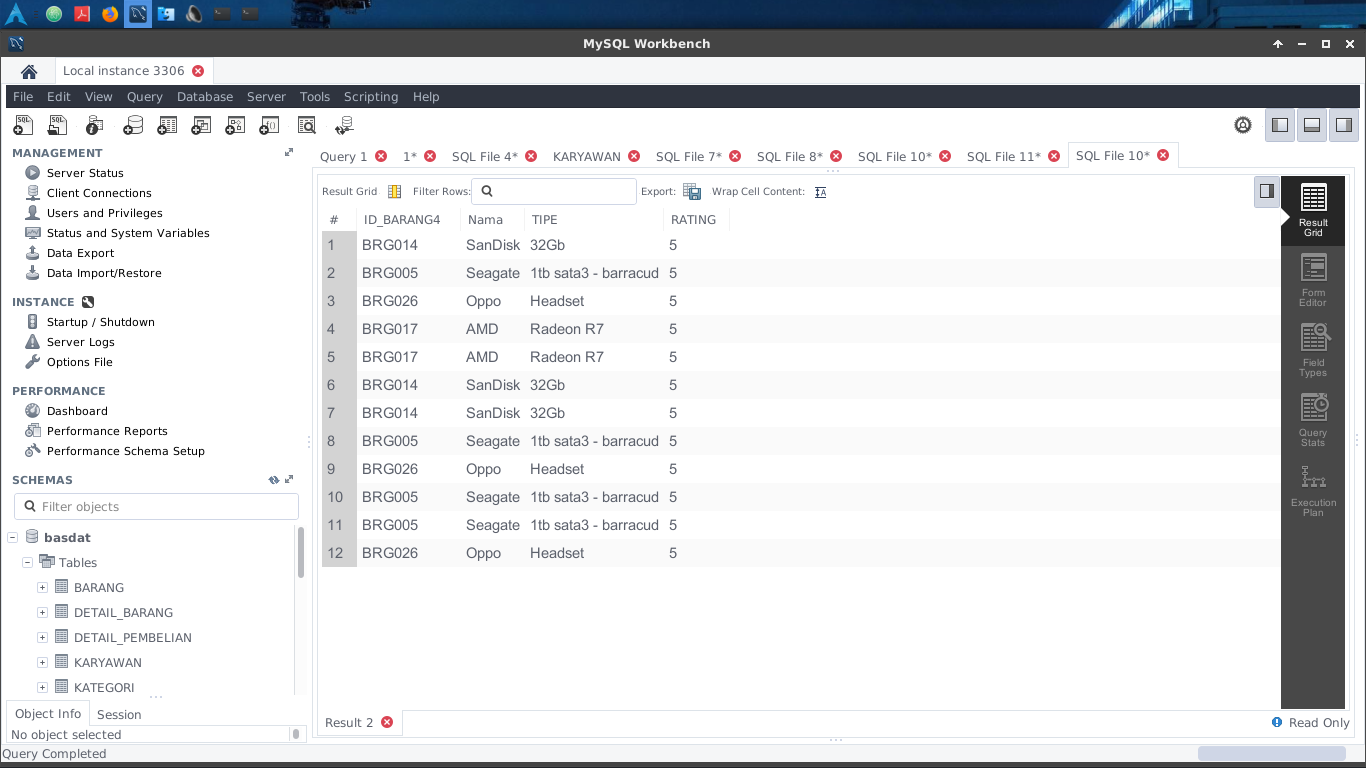 MySQL Workbench
Local instance 3306
File Edit View Query Database Server Tools Scripting Help
MANAGEMENT
Server Status
Client Connections
Users and Privileges
Status and System Variables
Data Export
Data Import/Restore
INSTANCE
Startup / Shutdown
Server Logs
Options File
PERFORMANCE
Dashboard
Performance Reports
Performance Schema Setup
SCHEMAS
Filter objects
basdat
Tables
BARANG
DETAIL_BARANG
DETAIL_PEMBELIAN
KARYAWAN
KATEGORI
Object Info Session
No object selected
Query 1 1* SQL File 4* KARYAWAN SQL File 7* SQL File 8* SQL File 10* SQL File 11* SQL File 10*
Result Grid Filter Rows: Export: Wrap Cell Content:
# ID_BARANG4 Nama TIPE RATING
1 BRG014 SanDisk 32Gb 5
2 BRG005 Seagate 1tb sata3 - barracud 5
3 BRG026 Oppo Headset 5
4 BRG017 AMD Radeon R7 5
5 BRG017 AMD Radeon R7 5
6 BRG014 SanDisk 32Gb 5
7 BRG014 SanDisk 32Gb 5
8 BRG005 Seagate 1tb sata3 - barracud 5
9 BRG026 Oppo Headset 5
10 BRG005 Seagate 1tb sata3 - barracud 5
11 BRG005 Seagate 1tb sata3 - barracud 5
12 BRG026 Oppo Headset 5
Result
Grid
Form
Editor
Field
Types
Query
Stats
Execution
Plan
Result 2
Read Only
Query Completed